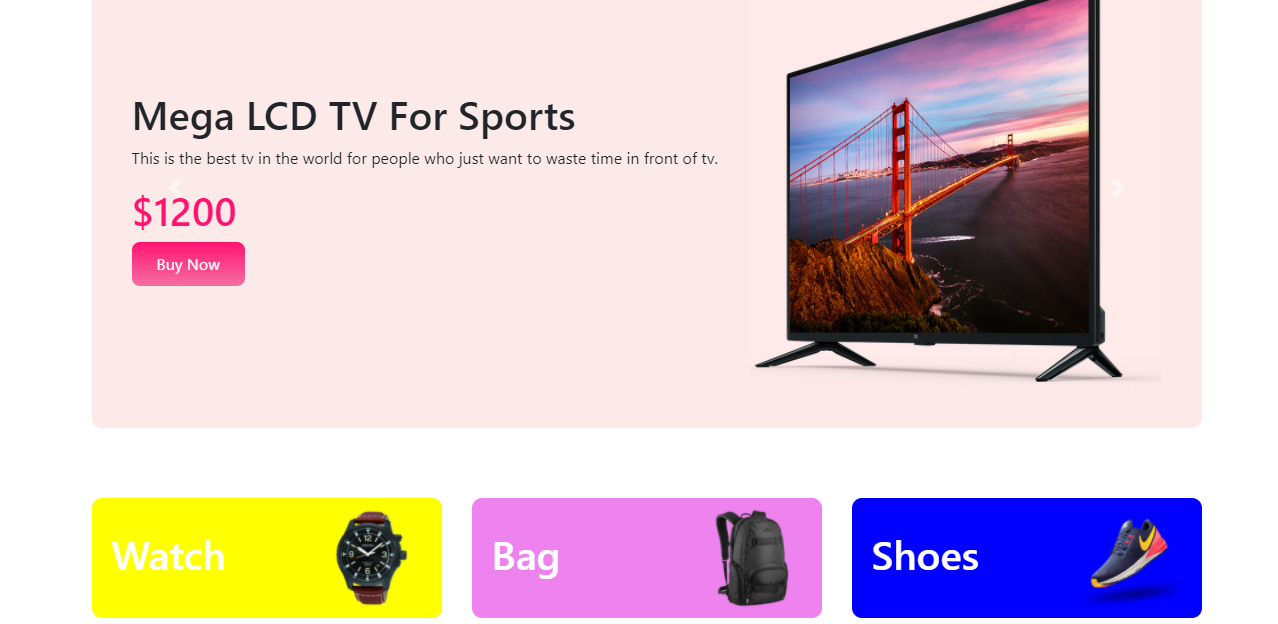 Mega LCD TV For Sports
This is the best tv in the world for people who just want to waste time in front of tv.
$1200
Buy Now
Watch
Bag
Shoes